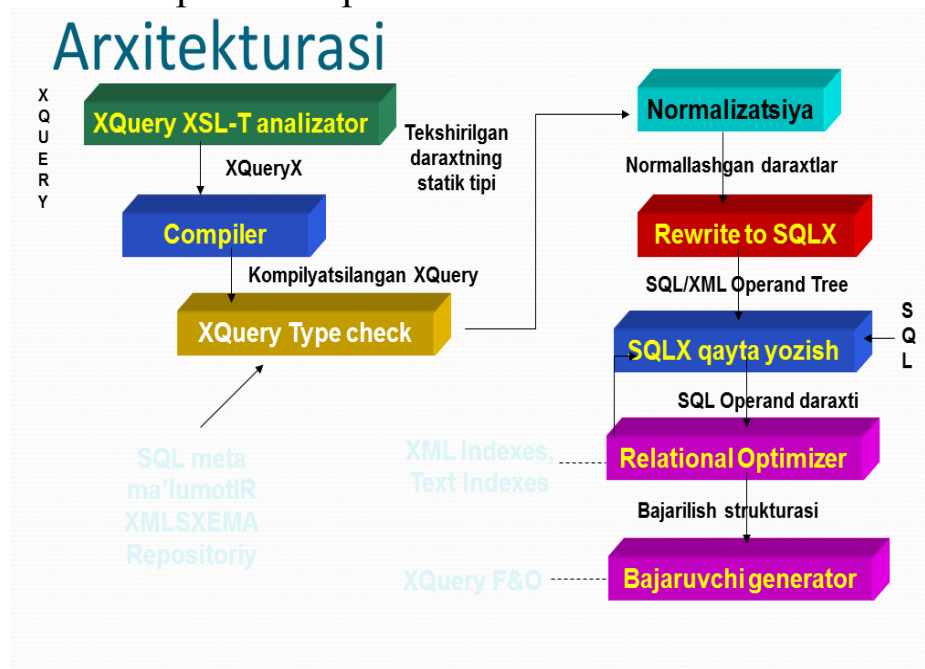 Arxitekturasi
XQUERY
XQuery XSL-T analizator
XQueryX
Compiler
Kompilyatsilangan XQuery
XQuery Type check
SQL meta
ma'lumotlR
XMLSXEMA
Repositoriy
Tekshirilgan
daraxtning
statik tipi
Normalizatsiya
Normallashgan daraxtlar
Rewrite to SQLX
SQL/XML Operand Tree
SQLX qayta yozish
SQL
SQL Operand daraxti
XML Indexes,
Text Indexes
Relational Optimizer
Bajarilish strukturasi
XQuery F&O
Bajaruvchi generator